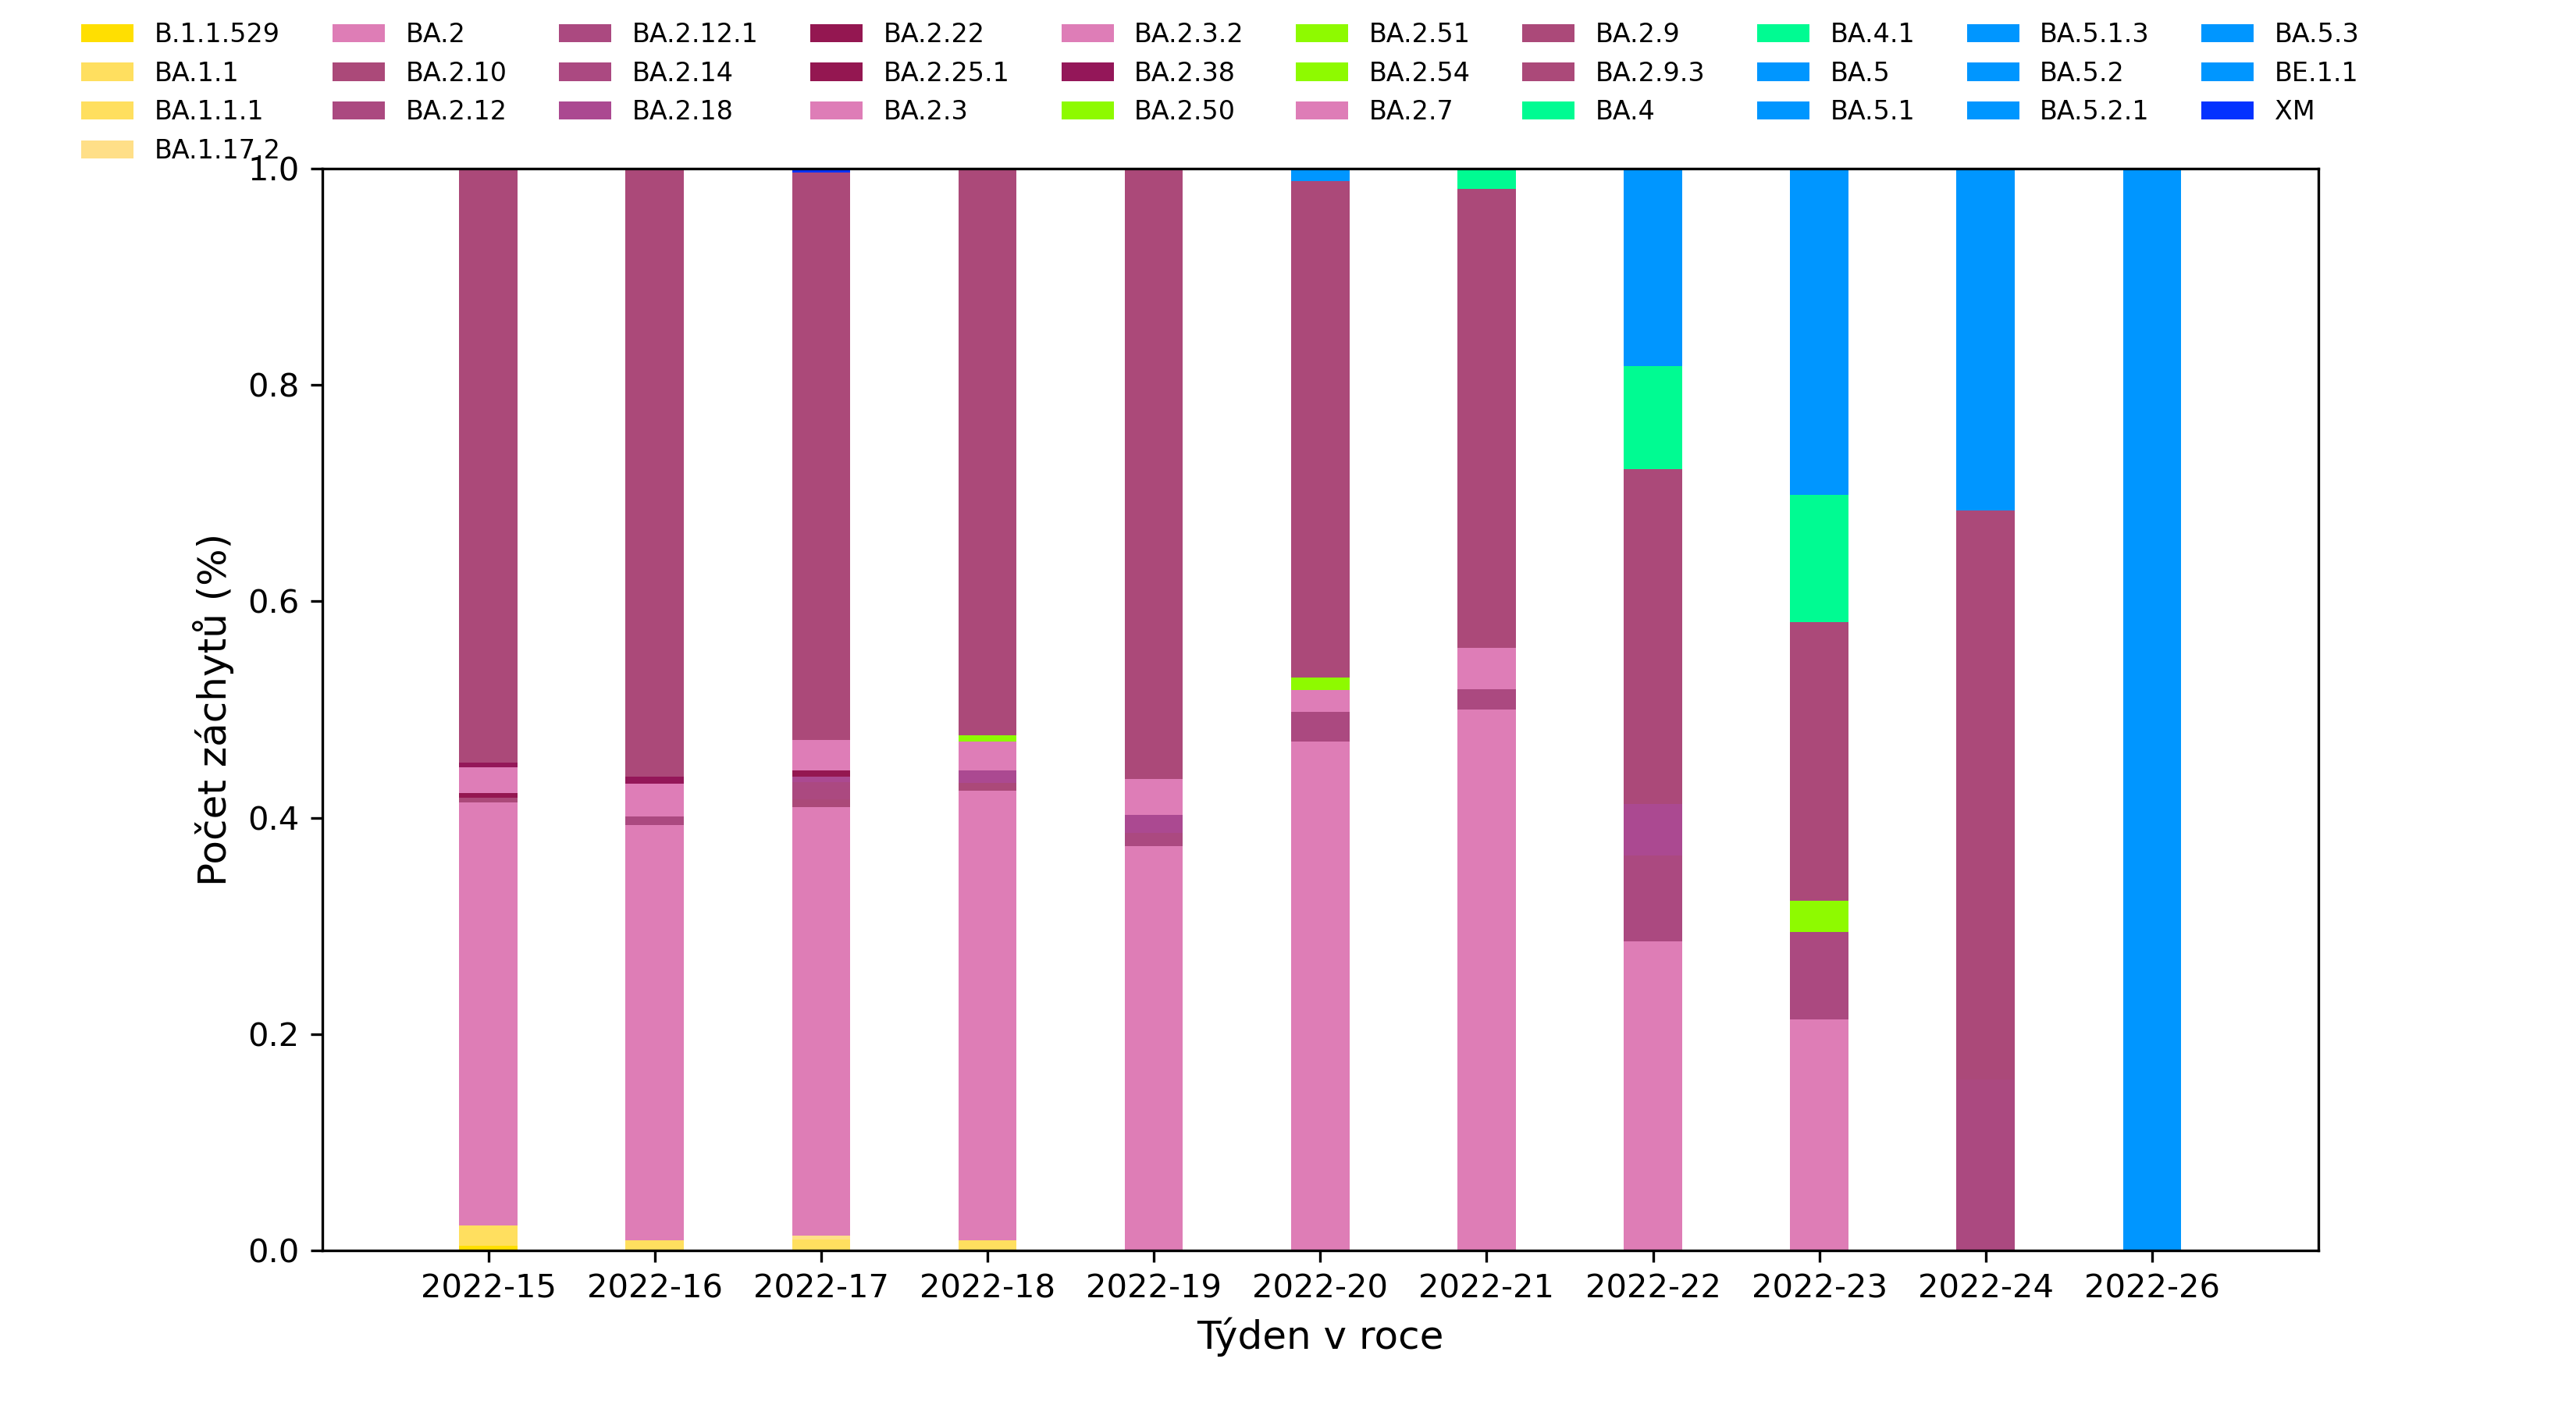 B.1.1.529 BA.2 BA.2.12.1 BA.2.22 BA.2.3.2 BA.2.51 BA.2.9 BA.4.1 BA.5.1.3 BA.5.3
BA.1.1 BA.2.10 BA.2.14 BA.2.25.1 BA.2.38 BA.2.54 BA.2.9.3 BA.5 BA.5.2 BE.1.1
BA.1.1.1 BA.2.12 BA.2.18 BA.2.3 BA.2.50 BA.2.7 BA.4 BA.5.1 BA.5.2.1 XM
BA.1.17.2
1.0
0.8
0.6
0.4
0.2
0.0
Počet záchytů (%)
2022-15 2022-16 2022-17 2022-18 2022-19 2022-20 2022-21 2022-22 2022-23 2022-24 2022-26
Týden v roce